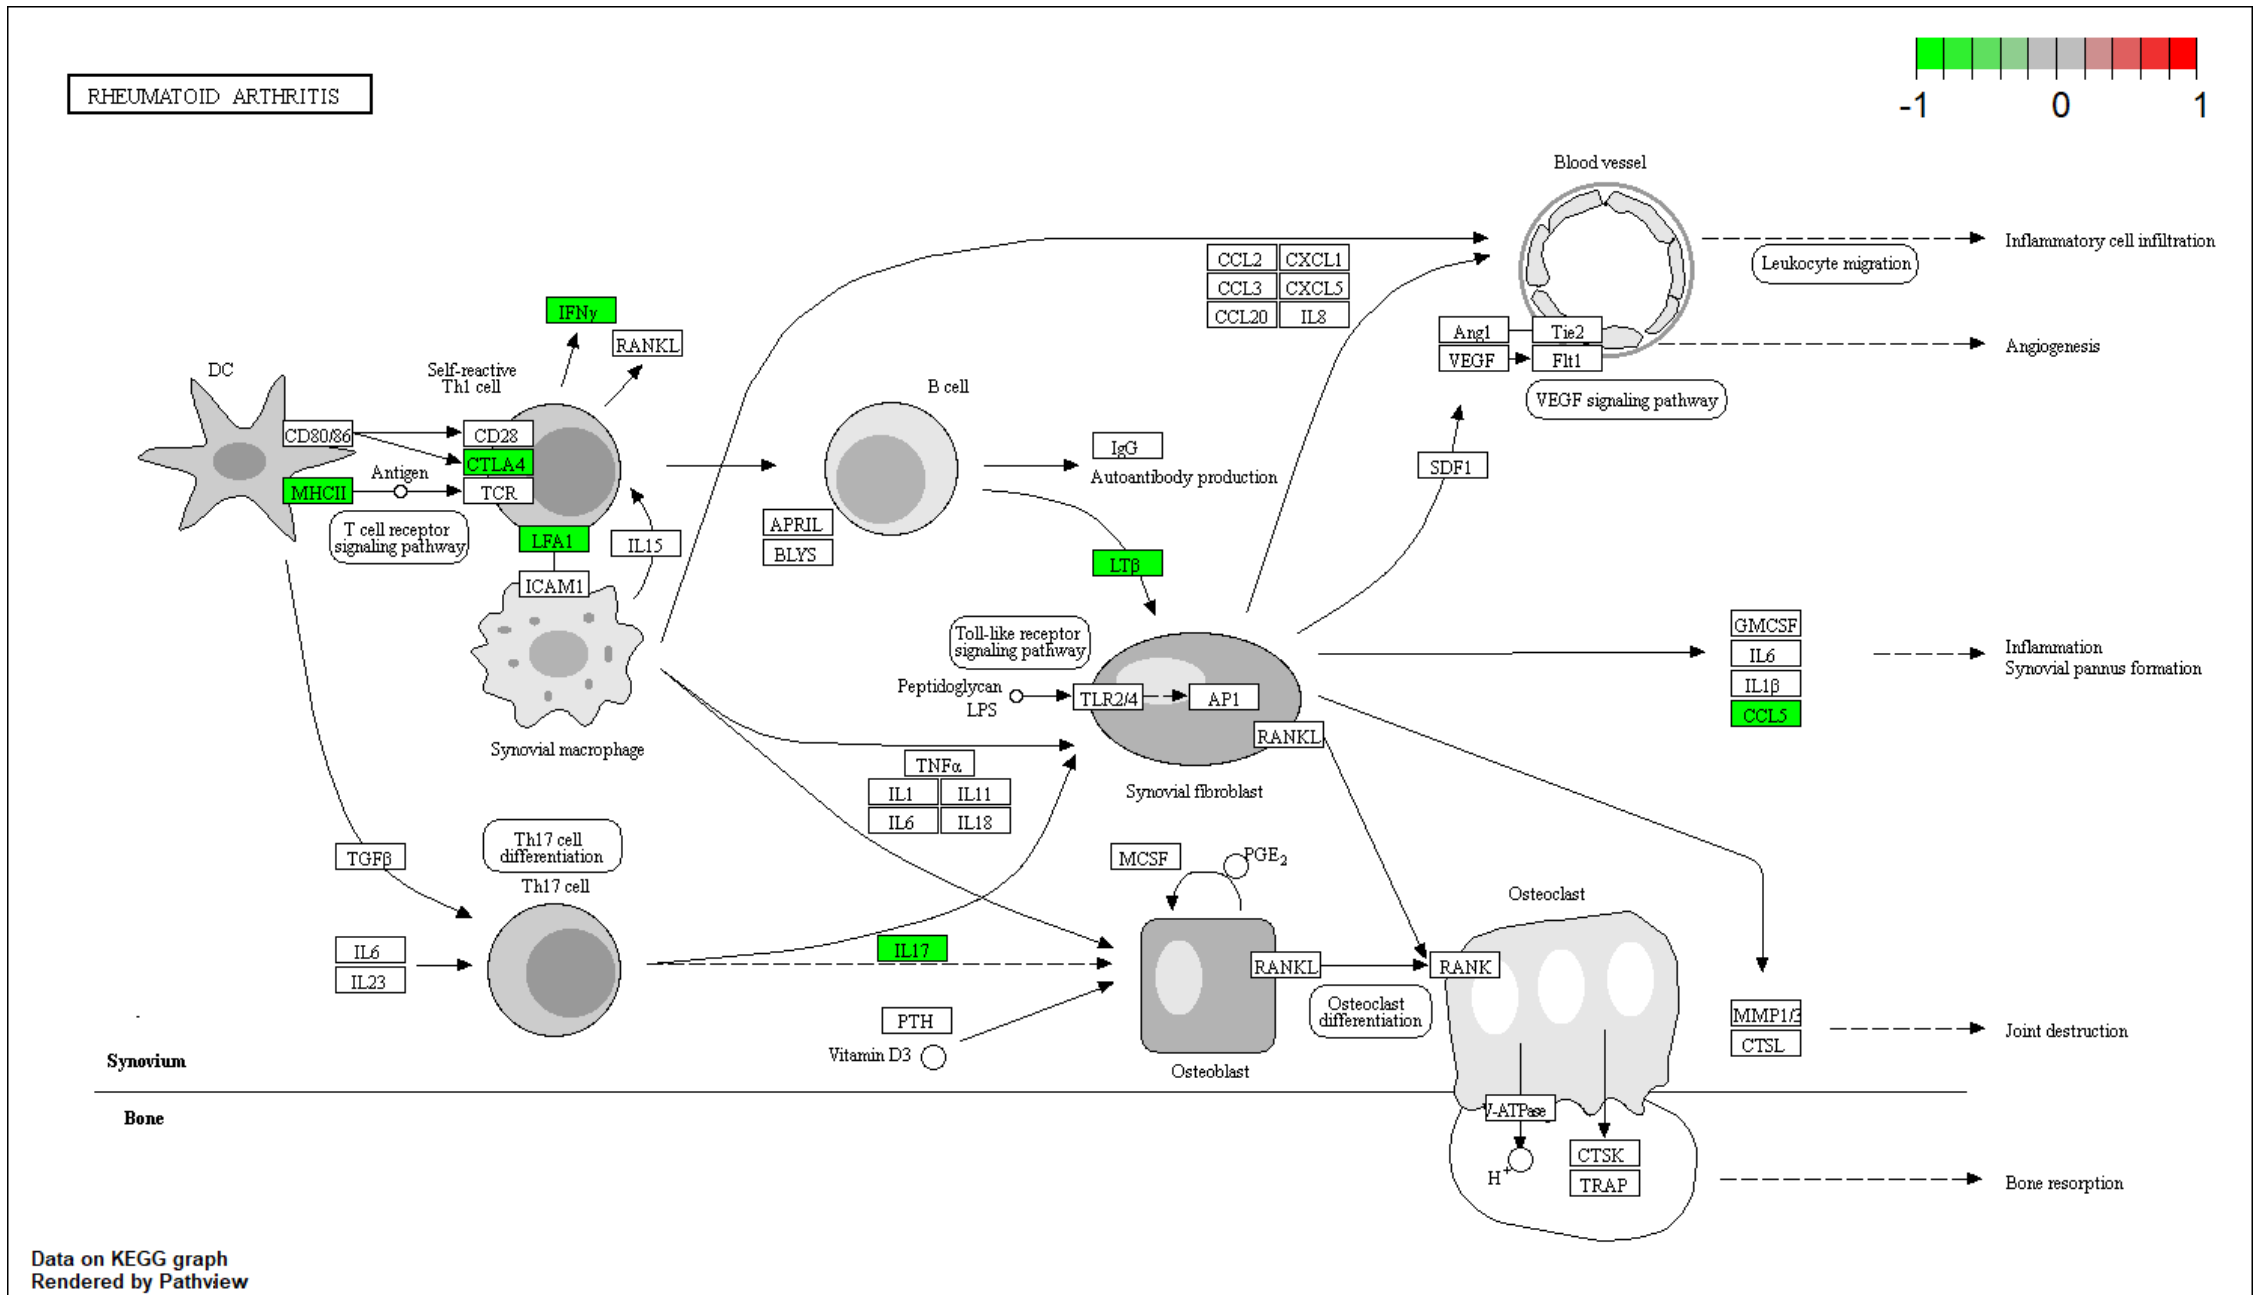 RHEUMATOID ARTHRITIS
-1
0
1
Blood vessel
Inflammatory cell infiltration
Leukocyte migration
CCL2
CXCL1
CCL3
CXCL5
CCL20
IL8
IFNγ
RANKL
Ang1
Tie2
VEGF
Flt1
Angiogenesis
VEGF signaling pathway
DC
Self-reactive
Th1 cell
B cell
CD80/86
CD28
CTLA4
Antigen
MHCII
TCR
T cell receptor
signaling pathway
LFA1
IL15
ICAM1
Synovial macrophage
APRIL
BLYS
IgG
Autoantibody production
SDF1
LTβ
Toll-like receptor
signaling pathway
Peptidoglycan
LPS
TLR2/4
AP1
RANKL
Synovial fibroblast
GMCSF
IL6
IL1β
CCL5
Inflammation
Synovial pannus formation
TNFα
IL1
IL11
IL6
IL18
TGFβ
Th17 cell
differentiation
Th17 cell
IL6
IL23
IL17
PTH
Vitamin D3
MCSF
PGE2
RANKL
Osteoblast
Osteoclast
RANK
Osteoclast
differentiation
MMP1/3
CTSL
Joint destruction
Synovium
Bone
V-ATPase
H+
CTSK
TRAP
Bone resorption
Data on KEGG graph
Rendered by Pathview